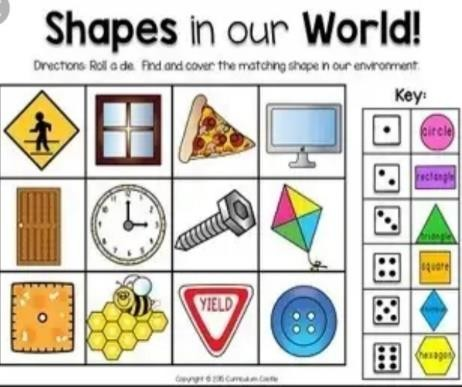 Shapes in our World!
Directions: Roll a die. Find and cover the matching shape in our environment.
Key:
circle
rectangle
triangle
square
rhombus
hexagon
YIELD
Copyright © 2015 Curriculum Castle